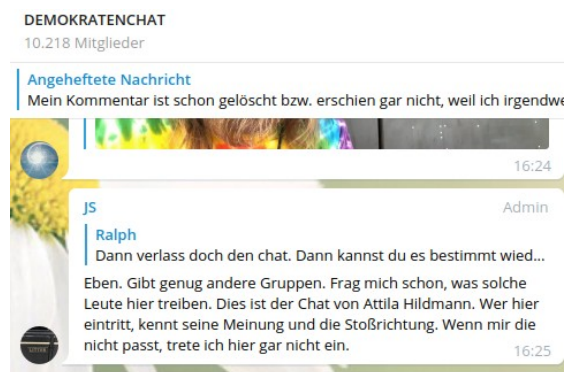 DEMOKRATENCHAT
10.218 Mitglieder
Angeheftete Nachricht
Mein Kommentar ist schon gelöscht bzw. erschien gar nicht, weil ich irgendwe
16:24
JS Admin
Ralph
Dann verlass doch den chat. Dann kannst du es bestimmt wied...
Eben. Gibt genug andere Gruppen. Frag mich schon, was solche
Leute hier treiben. Dies ist der Chat von Attila Hildmann. Wer hier
eintritt, kennt seine Meinung und die Stoßrichtung. Wenn mir die
nicht passt, trete ich hier gar nicht ein.
16:25